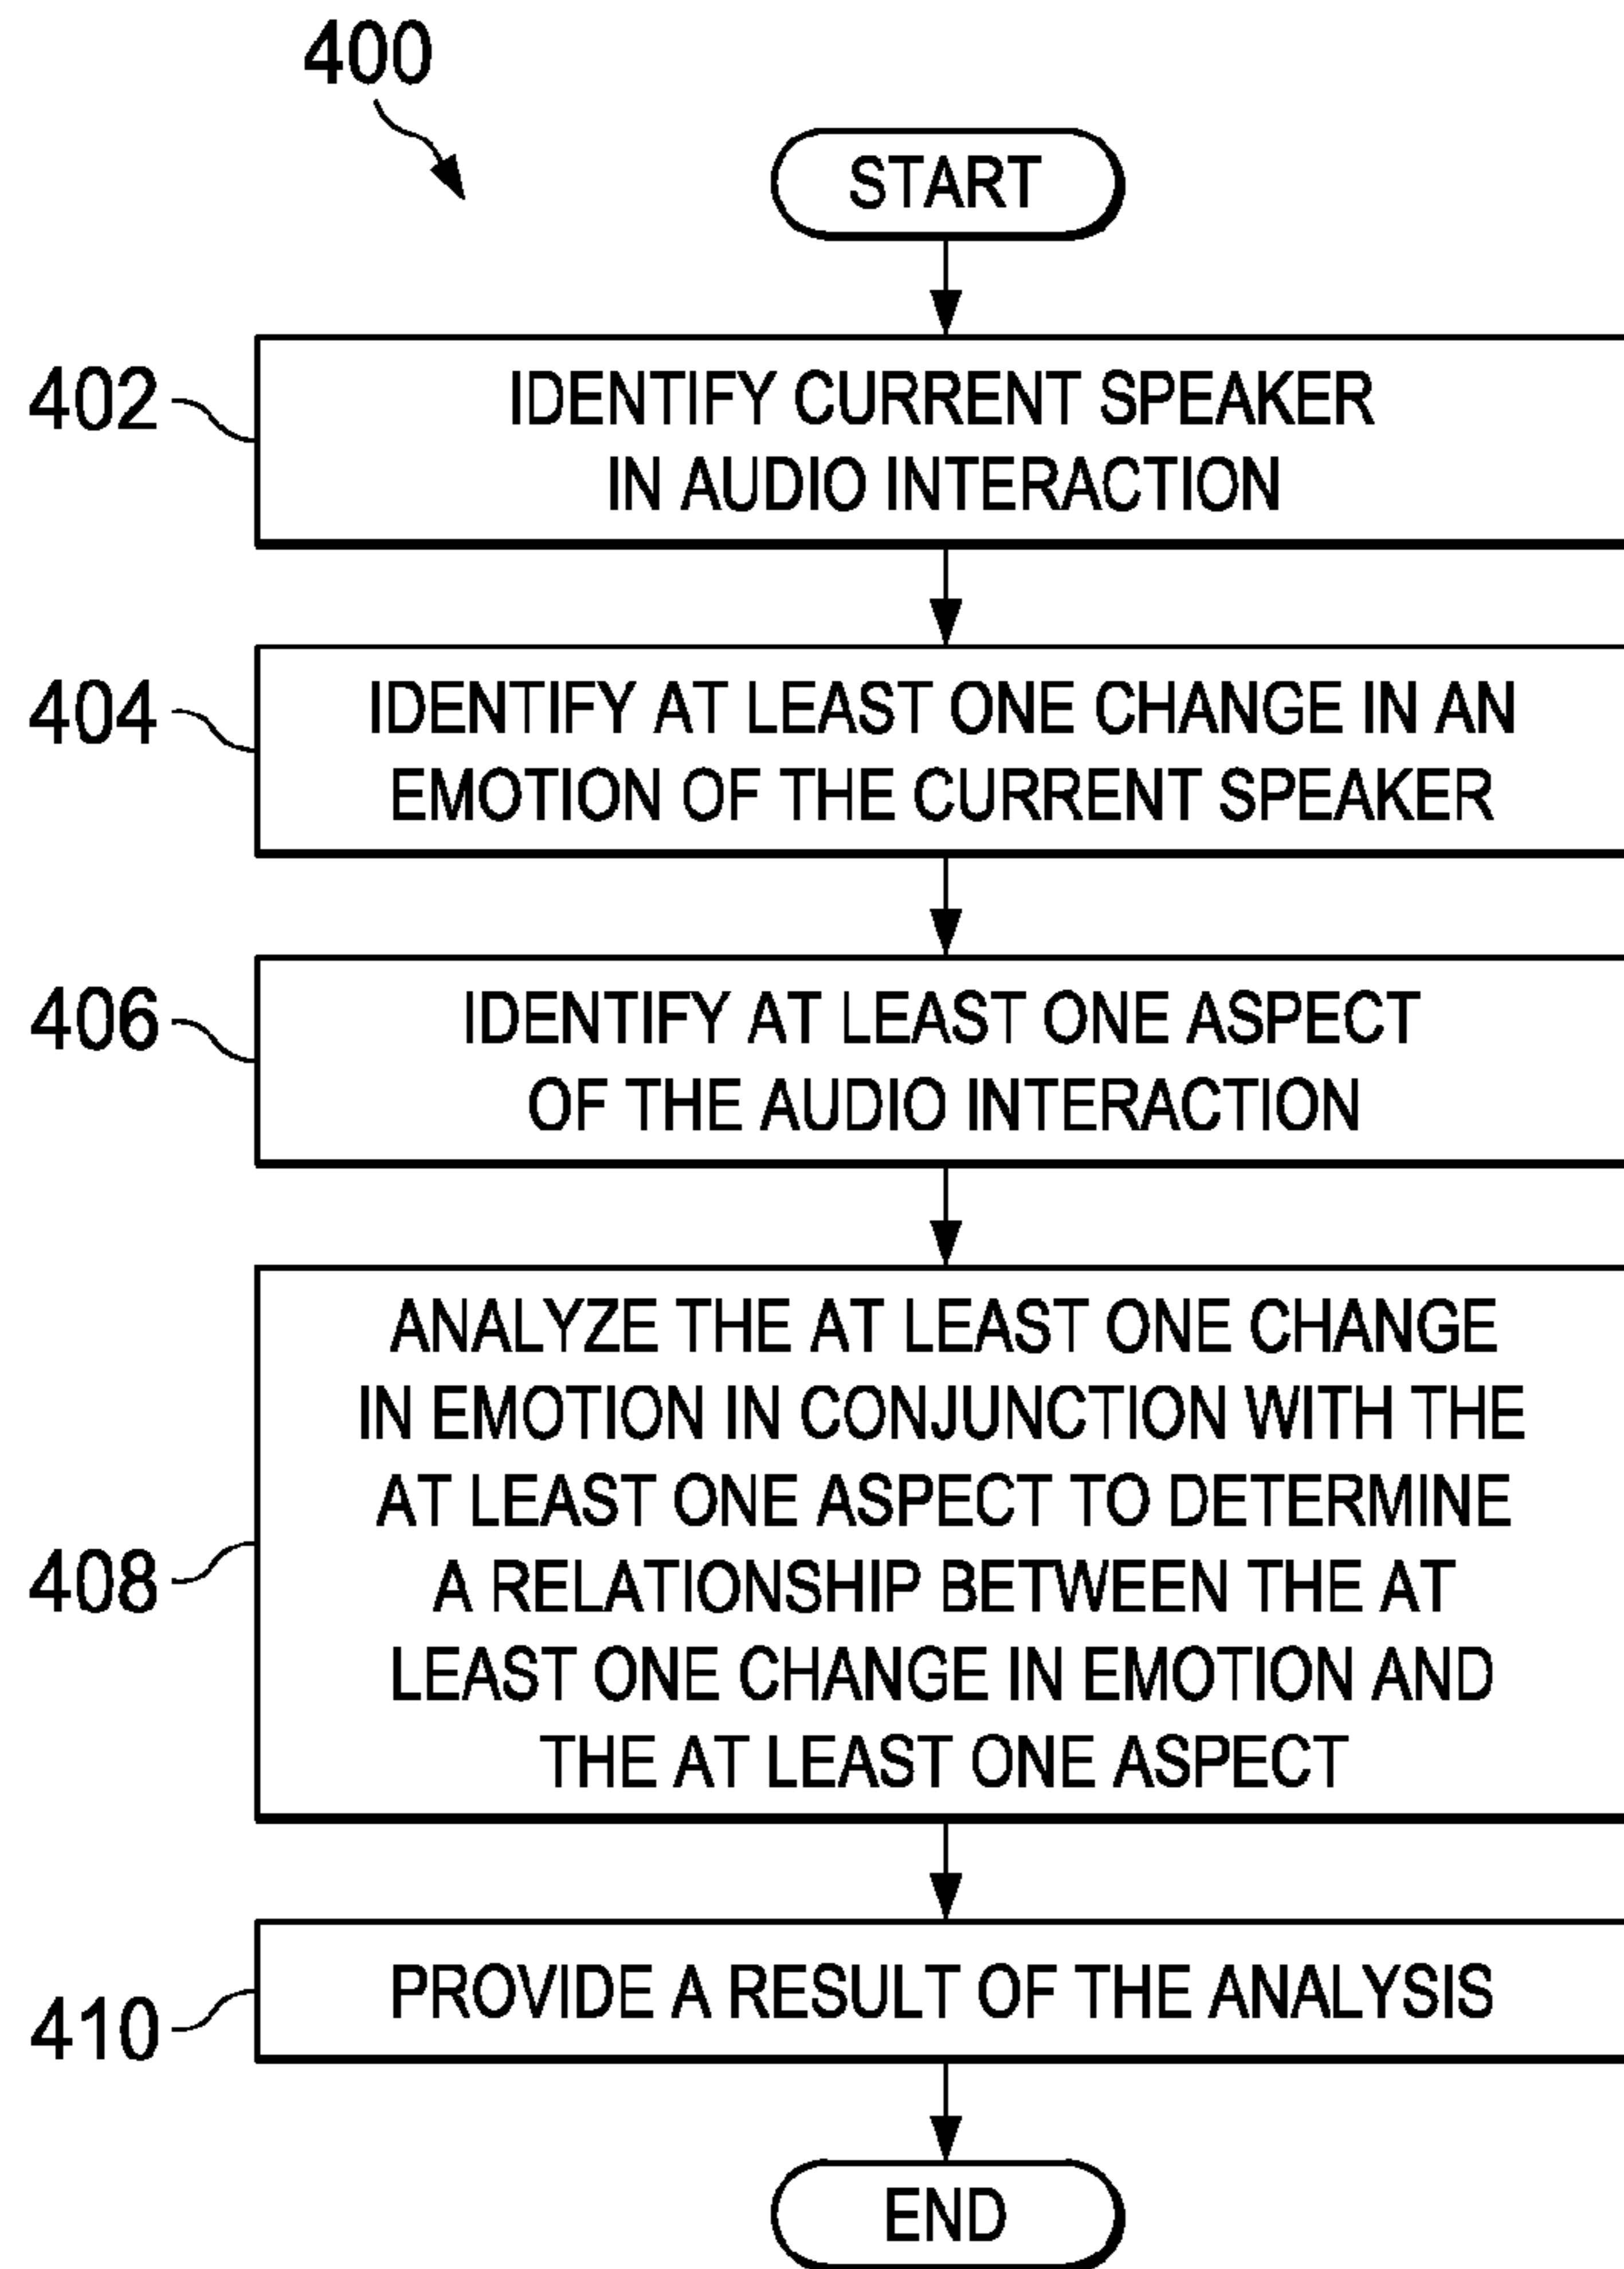 400
START
402
IDENTIFY CURRENT SPEAKER
IN AUDIO INTERACTION
404
IDENTIFY AT LEAST ONE CHANGE IN AN
EMOTION OF THE CURRENT SPEAKER
406
IDENTIFY AT LEAST ONE ASPECT
OF THE AUDIO INTERACTION
408
ANALYZE THE AT LEAST ONE CHANGE
IN EMOTION IN CONJUNCTION WITH THE
AT LEAST ONE ASPECT TO DETERMINE
A RELATIONSHIP BETWEEN THE AT
LEAST ONE CHANGE IN EMOTION AND
THE AT LEAST ONE ASPECT
410
PROVIDE A RESULT OF THE ANALYSIS
END